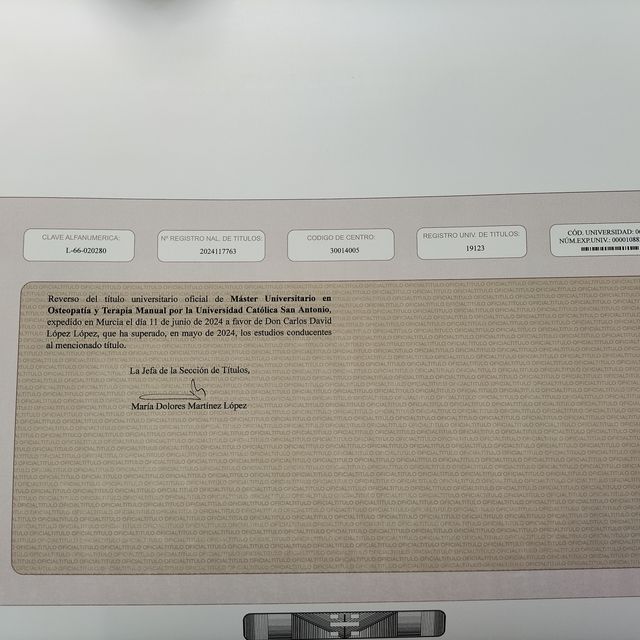 CLAVE ALFANUMERICA:
L-66-020280
Nº REGISTRO NAL. DE TITULOS:
2024117763
CODIGO DE CENTRO:
30014005
REGISTRO UNIV. DE TITULOS:
19123
CÓD. UNIVERSIDAD:
NÚM.EXP.UNIV.:
Reverso del título universitario oficial de Máster Universitario en
Osteopatía y Terapia Manual por la Universidad Católica San Antonio,
expedido en Murcia el día 11 de junio de 2024 a favor de Don Carlos David
López López, que ha superado, en mayo de 2024, los estudios conducentes
al mencionado título.
La Jefa de la Sección de Títulos,
María Dolores Martínez López